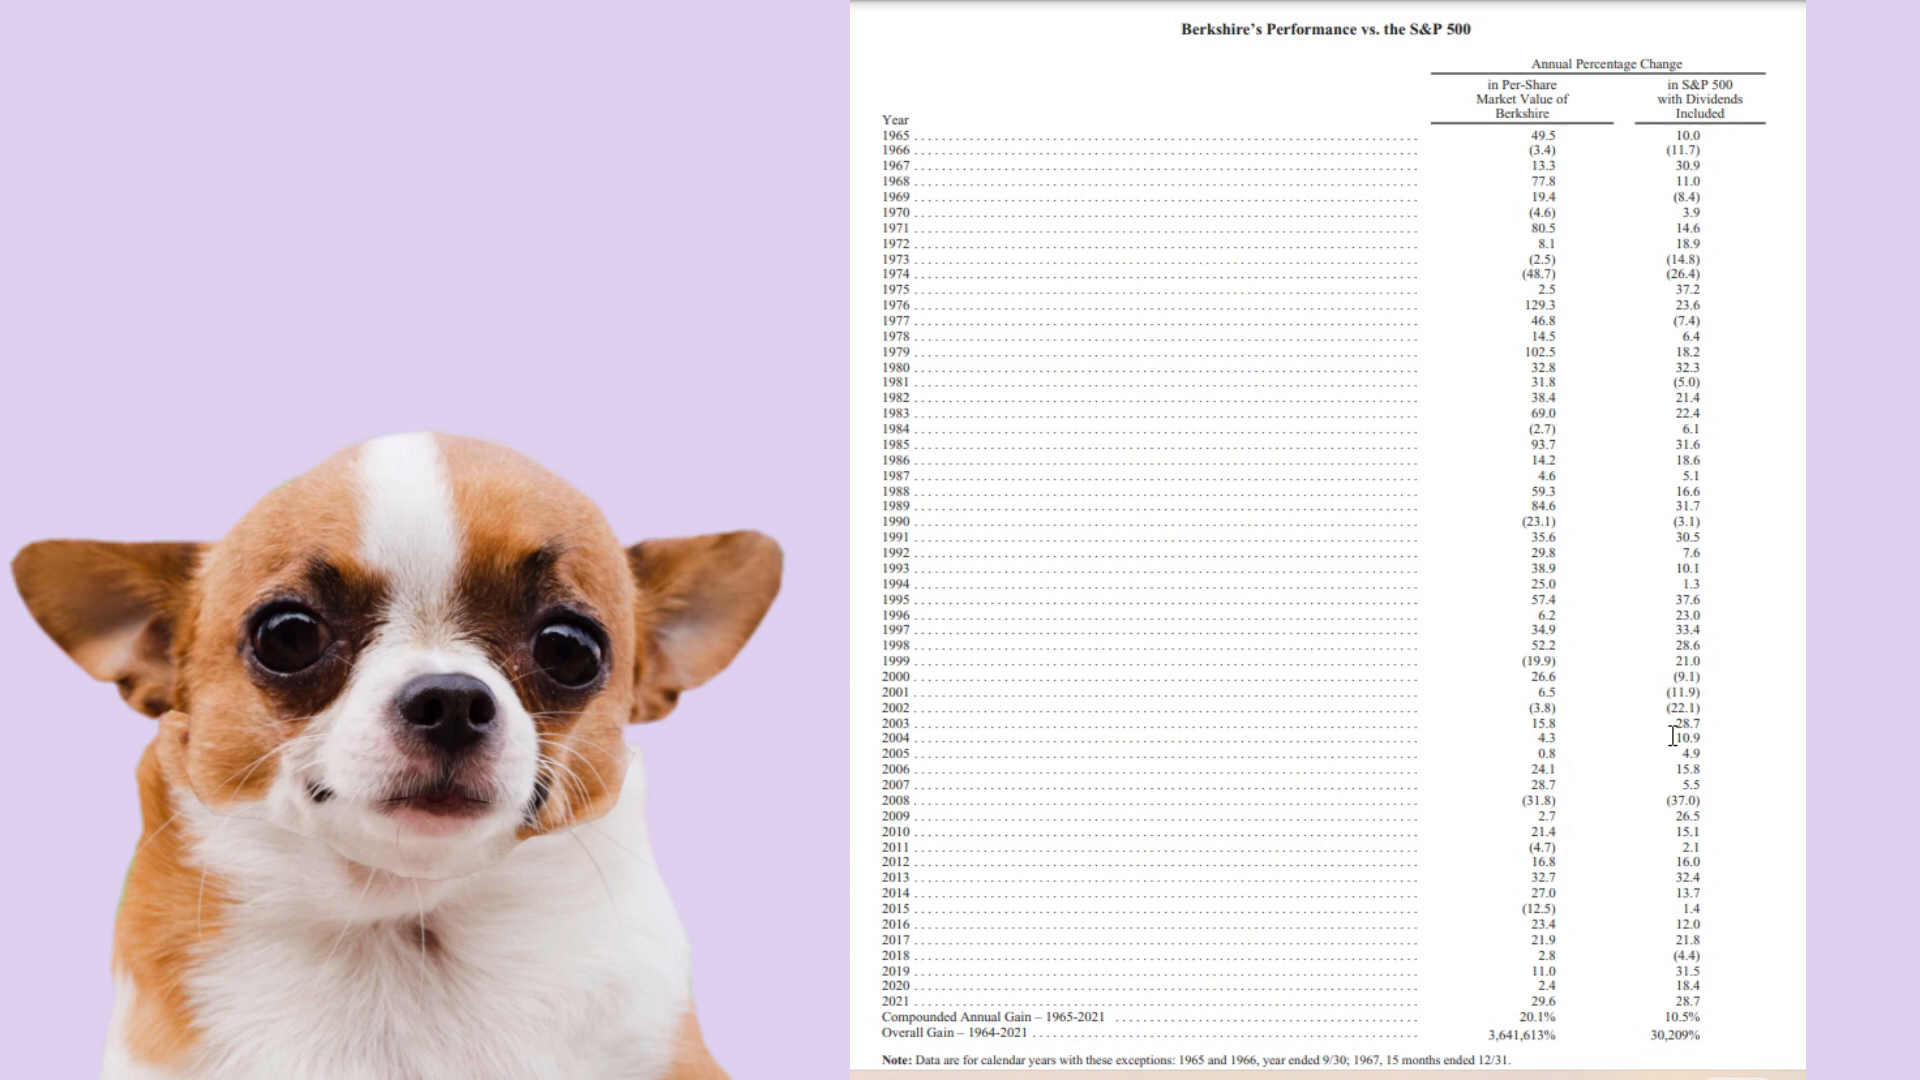 Berkshire's Performance vs. the S&P 500
Annual Percentage Change
in Per-Share
Market Value of
Berkshire
in S&P 500
with Dividends
Included
Year
1965 49.5 10.0
1966 (3.4) (11.7)
1967 13.3 30.9
1968 77.8 11.0
1969 19.4 (8.4)
1970 (4.6) 3.9
1971 80.5 14.6
1972 8.1 18.9
1973 (2.5) (14.8)
1974 (48.7) (26.4)
1975 2.5 37.2
1976 129.3 23.6
1977 46.8 (7.4)
1978 14.5 6.4
1979 102.5 18.2
1980 32.8 32.3
1981 31.8 (5.0)
1982 38.4 21.4
1983 69.0 22.4
1984 (2.7) 6.1
1985 93.7 31.6
1986 14.2 18.6
1987 4.6 5.1
1988 59.3 16.6
1989 84.6 31.7
1990 (23.1) (3.1)
1991 35.6 30.5
1992 29.8 7.6
1993 38.9 10.1
1994 25.0 1.3
1995 57.4 37.6
1996 6.2 23.0
1997 34.9 33.4
1998 52.2 28.6
1999 (19.9) 21.0
2000 26.6 (9.1)
2001 6.5 (11.9)
2002 (3.8) (22.1)
2003 15.8 28.7
2004 4.3 10.9
2005 0.8 4.9
2006 24.1 15.8
2007 28.7 5.5
2008 (31.8) (37.0)
2009 2.7 26.5
2010 21.4 15.1
2011 (4.7) 2.1
2012 16.8 16.0
2013 32.7 32.4
2014 27.0 13.7
2015 (12.5) 1.4
2016 23.4 12.0
2017 21.9 21.8
2018 2.8 (4.4)
2019 11.0 31.5
2020 2.4 18.4
2021 29.6 28.7
Compounded Annual Gain – 1965-2021 20.1% 10.5%
Overall Gain – 1964-2021 3,641,613% 30,209%
Note: Data are for calendar years with these exceptions: 1965 and 1966, year ended 9/30; 1967, 15 months ended 12/31.